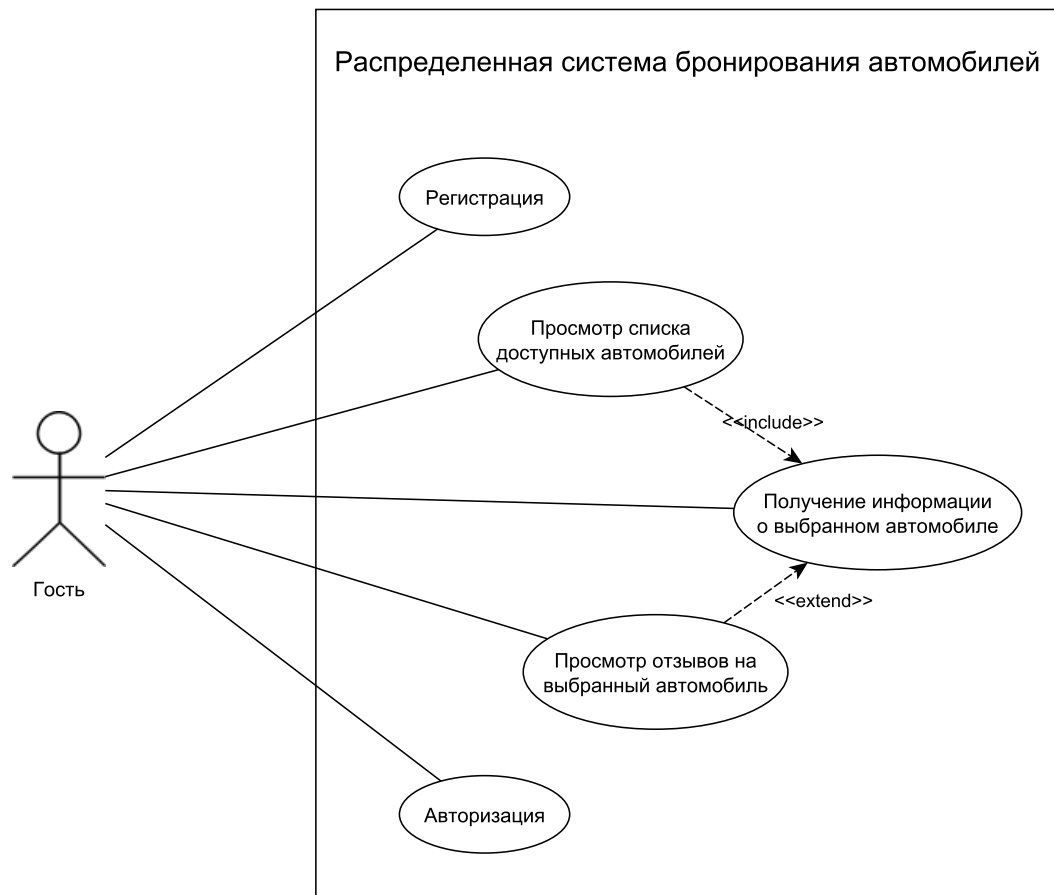 Распределенная система бронирования автомобилей
Регистрация
Просмотр списка
доступных автомобилей
<<include>>
Получение информации
о выбранном автомобиле
Гость
<<extend>>
Просмотр отзывов на
выбранный автомобиль
Авторизация